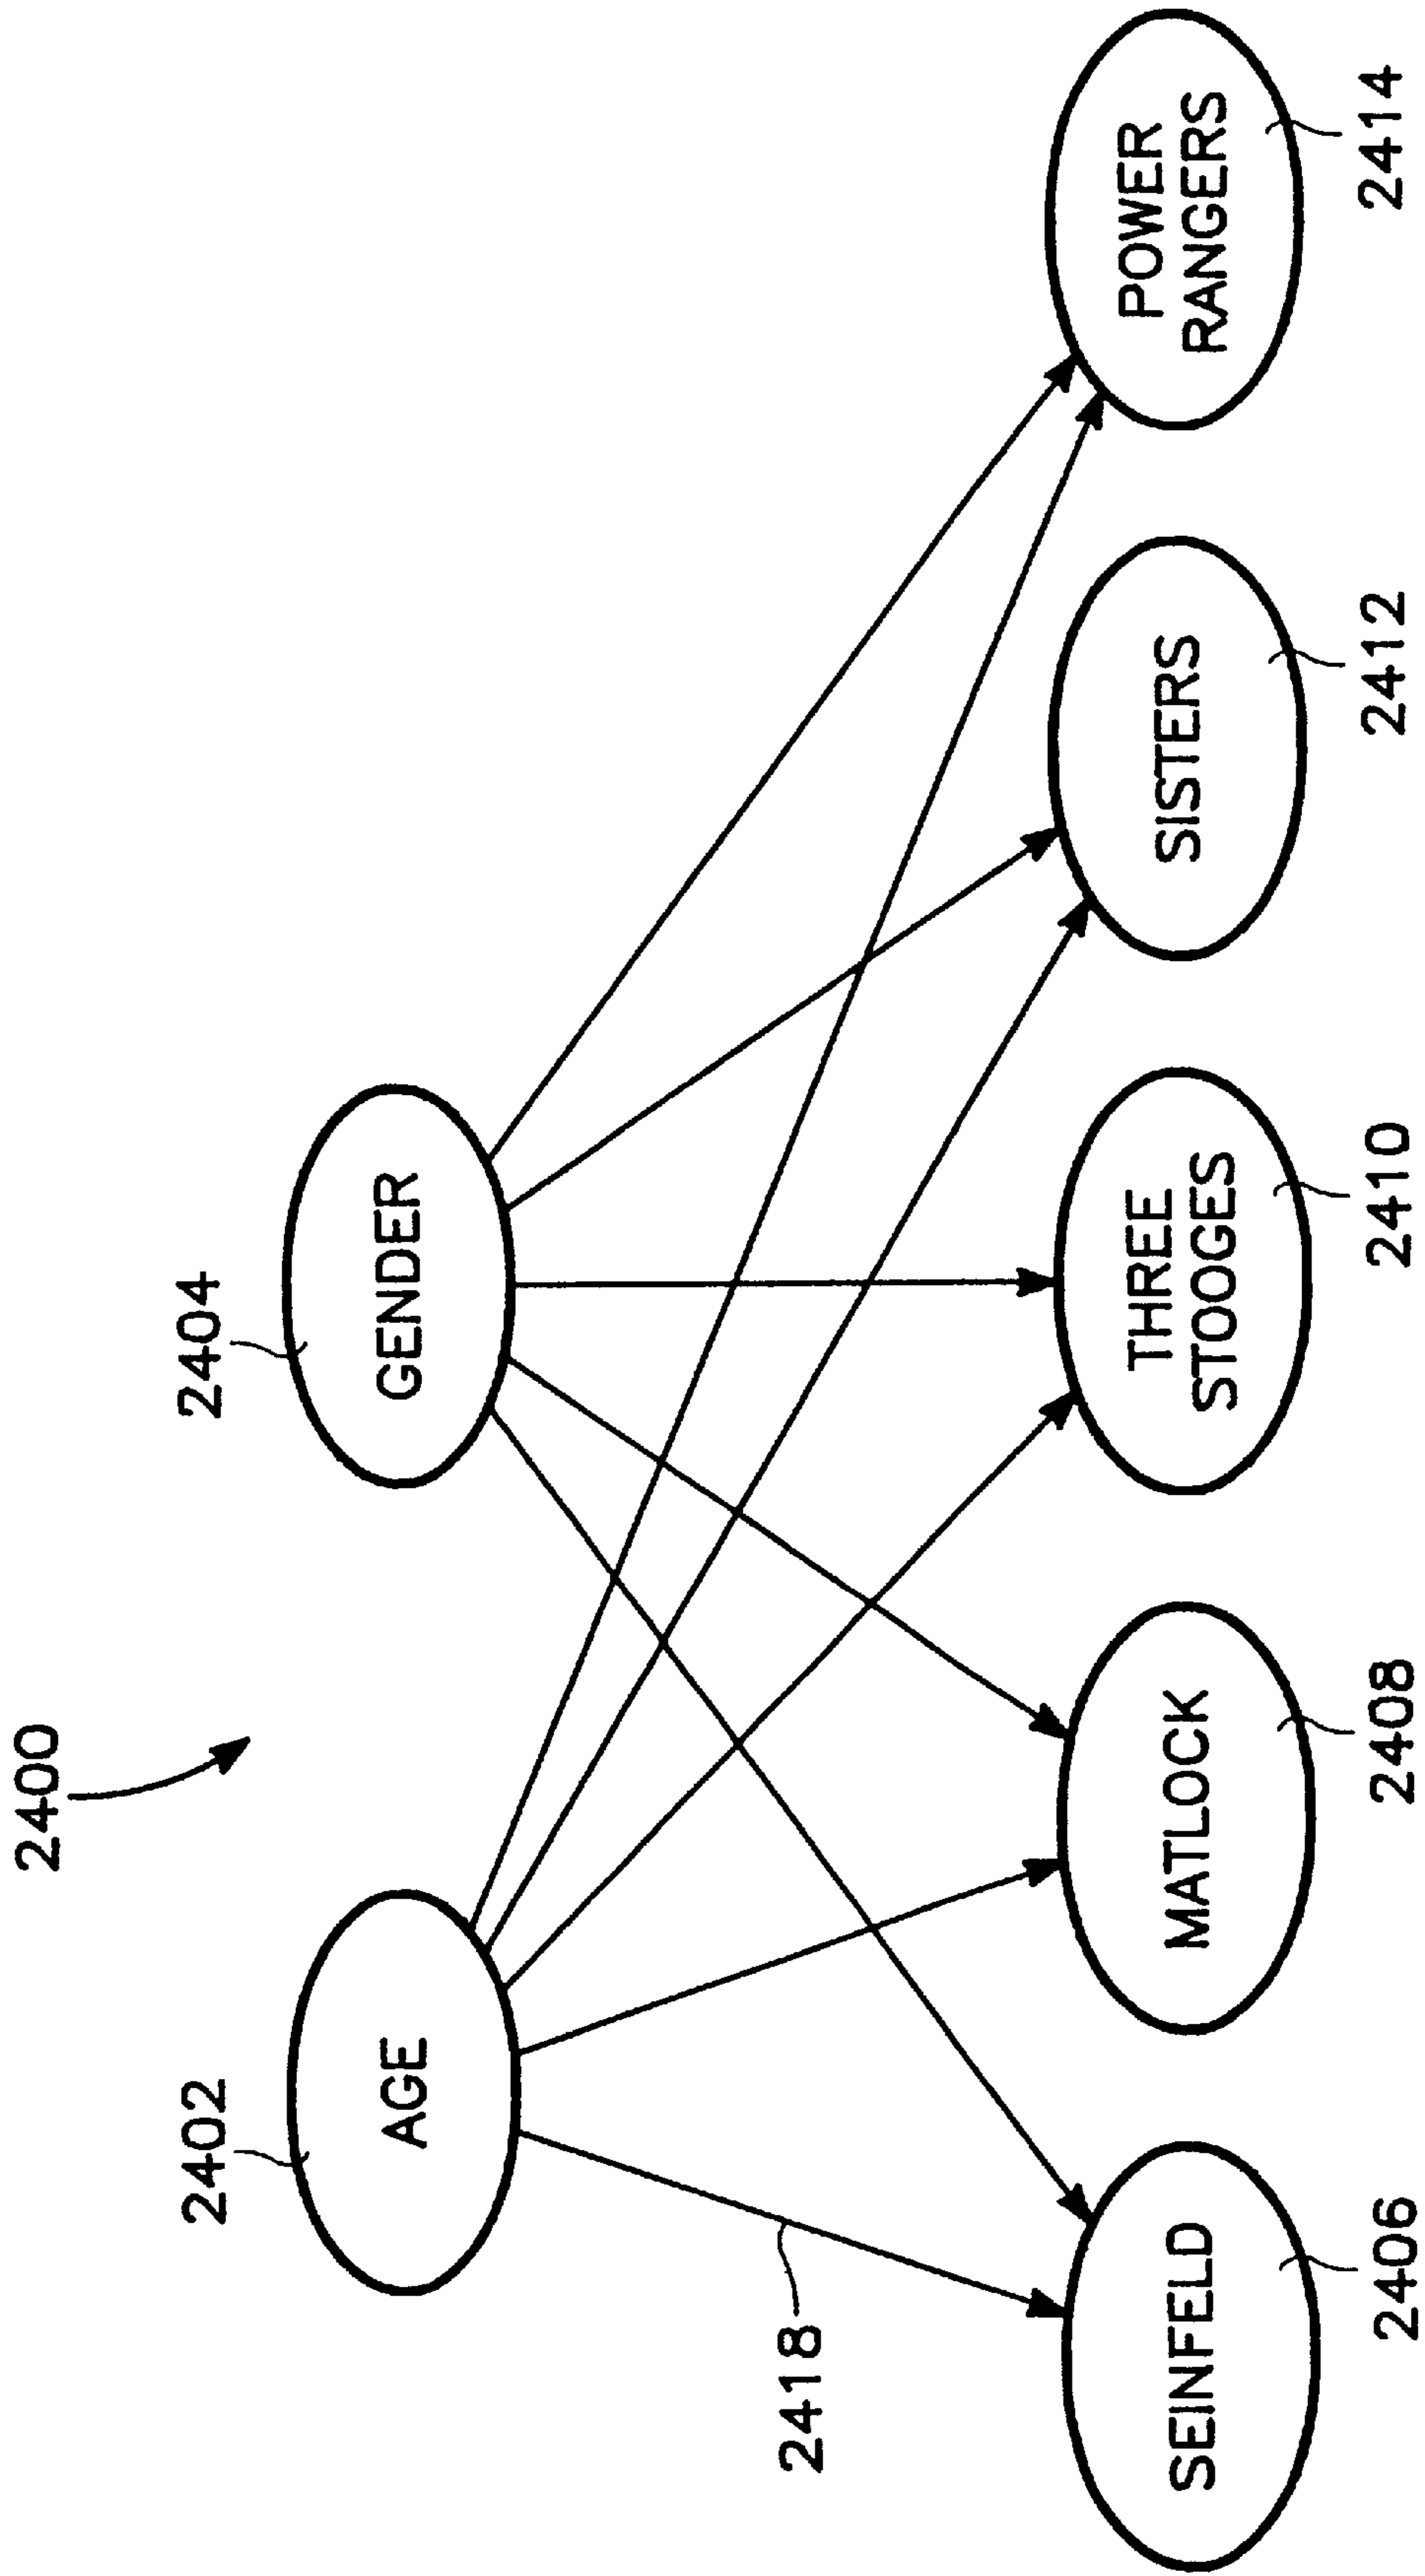 2400
2402
2404
AGE
GENDER
2418
SEINFELD
MATLOCK
THREE
STOOGES
SISTERS
POWER
RANGERS
2406
2408
2410
2412
2414